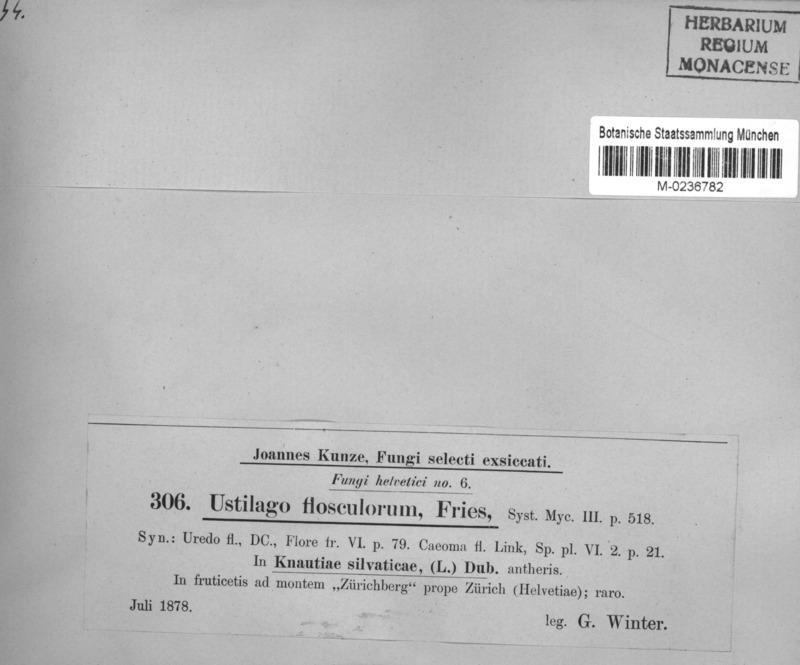 HERBARIUM
REGIUM
MONACENSE
Botanische Staatssammlung München
M-0236782
Joannes Kunze, Fungi selecti exsiccati.
Fungi helvetici no. 6.
306. Ustilago flosculorum, Fries, Syst. Myc. III. p. 518.
Syn.: Uredo fl., DC., Flore fr. VI. p. 79. Caeoma fl. Link, Sp. pl. VI. 2. p. 21.
In Knautiae silvaticae, (L.) Dub. antheris.
In fruticetis ad montem „Zürichberg“ prope Zürich (Helvetiae); raro.
Juli 1878.
leg. G. Winter.